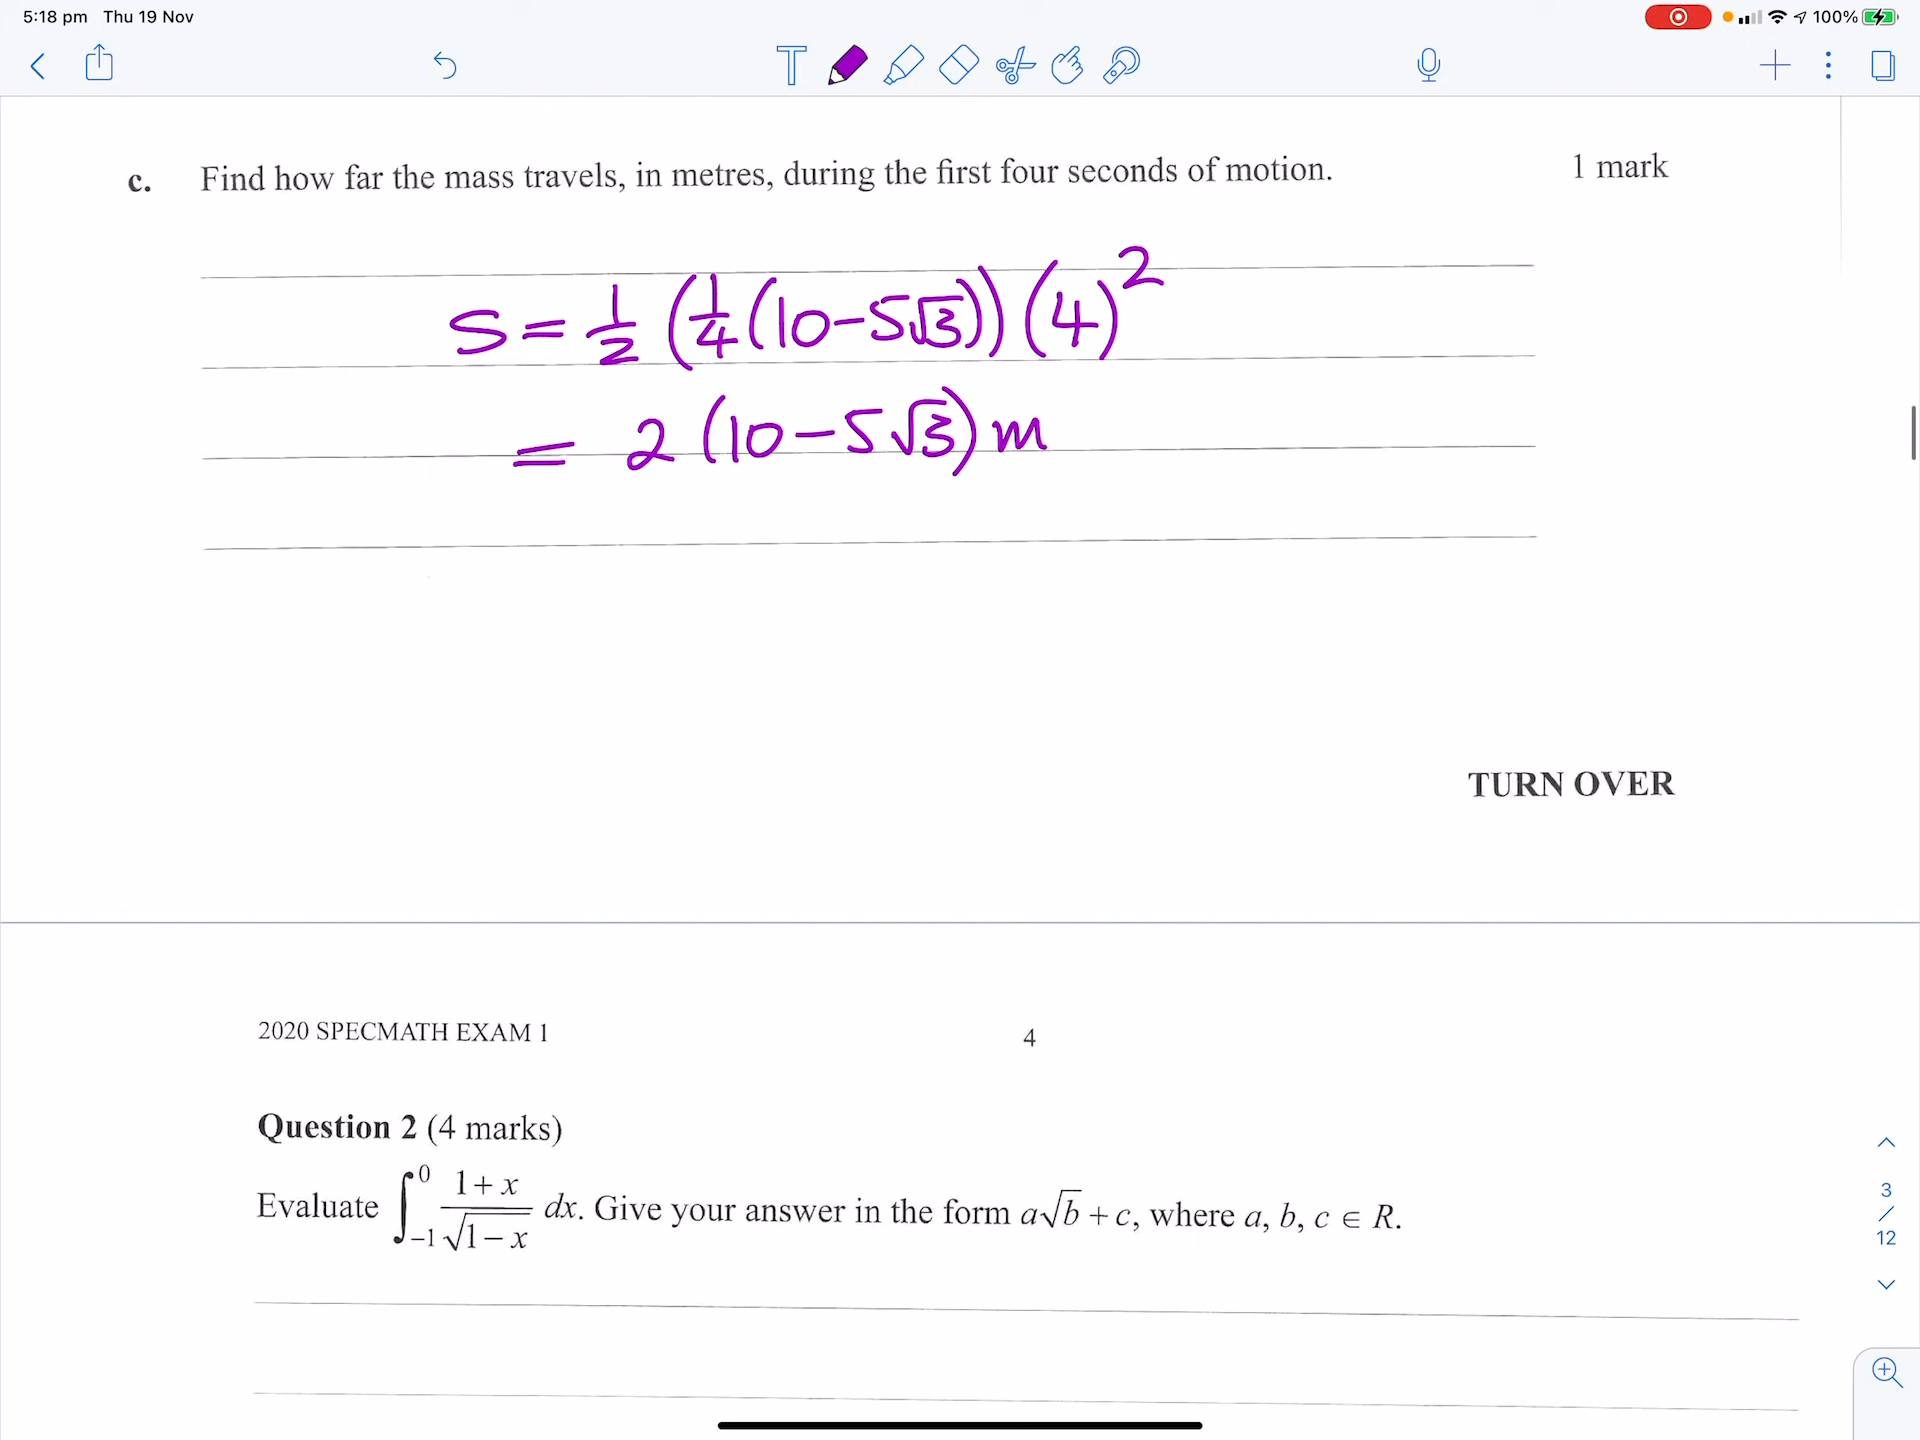 5:18 pm Thu 19 Nov
100%
c. Find how far the mass travels, in metres, during the first four seconds of motion. 1 mark
S = 1/2 (1/4(10-5√3))(4)^2
= 2(10-5√3)m
TURN OVER
2020 SPECMATH EXAM 1 4
Question 2 (4 marks)
Evaluate ∫_{-1}^{0} (1+x)/√(1-x) dx. Give your answer in the form a√b + c, where a, b, c ∈ R.
3
/
12